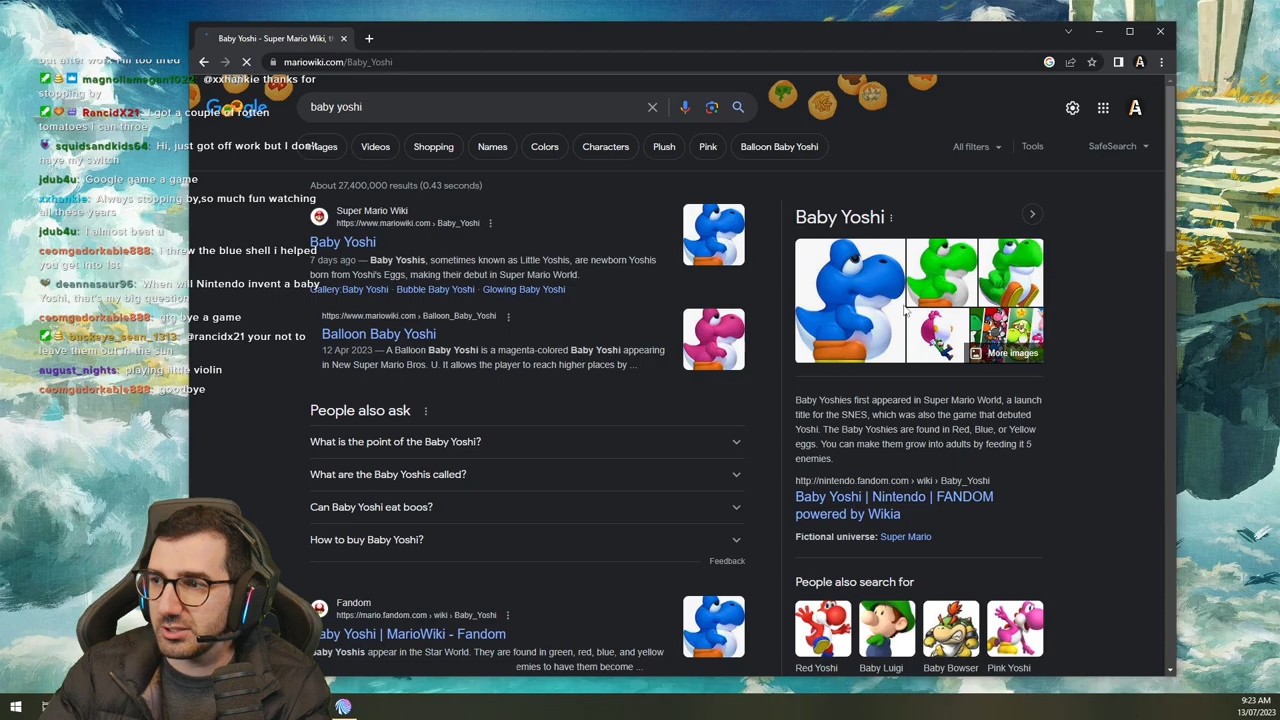 Baby Yoshi - Super Mario Wiki, t
mariowiki.com/Baby_Yoshi
but after work I'm too tired
magnoliamegan1022: @xxhankie thanks for
stopping by
RancidX21: I got a couple of rotten
tomatoes I can throe
squidsandkids64: Hi, just got off work but I don't
have my switch
jdub4u: Google game a game
xxhankie: Always stopping by,so much fun watching
all these years
jdub4u: I almost beat u
ceomgadorkable888: i threw the blue shell i helped
you get into 1st
deannasaur96: When will Nintendo invent a baby
Yoshi, that's my big question
ceomgadorkable888: gtg bye a game
buckeye_sean_1313: @rancidx21 your not to
leave them out in the sun
august_nights: playing little violin
ceomgadorkable888: goodbye
Google
baby yoshi
Images
Videos
Shopping
Names
Colors
Characters
Plush
Pink
Balloon Baby Yoshi
All filters
Tools
SafeSearch
About 27,400,000 results (0.43 seconds)
Super Mario Wiki
https://www.mariowiki.com › Baby_Yoshi
Baby Yoshi
7 days ago — Baby Yoshis, sometimes known as Little Yoshis, are newborn Yoshis
born from Yoshi's Eggs, making their debut in Super Mario World.
Gallery:Baby Yoshi · Bubble Baby Yoshi · Glowing Baby Yoshi
https://www.mariowiki.com › Balloon_Baby_Yoshi
Balloon Baby Yoshi
12 Apr 2023 — A Balloon Baby Yoshi is a magenta-colored Baby Yoshi appearing
in New Super Mario Bros. U. It allows the player to reach higher places by ...
People also ask
What is the point of the Baby Yoshi?
What are the Baby Yoshis called?
Can Baby Yoshi eat boos?
How to buy Baby Yoshi?
Feedback
Fandom
https://mario.fandom.com › wiki › Baby_Yoshi
Baby Yoshi | MarioWiki - Fandom
Baby Yoshis appear in the Star World. They are found in green, red, blue, and yellow
emies to have them become ...
Baby Yoshi
More images
Baby Yoshies first appeared in Super Mario World, a launch
title for the SNES, which was also the game that debuted
Yoshi. The Baby Yoshies are found in Red, Blue, or Yellow
eggs. You can make them grow into adults by feeding it 5
enemies.
http://nintendo.fandom.com › wiki › Baby_Yoshi
Baby Yoshi | Nintendo | FANDOM
powered by Wikia
Fictional universe: Super Mario
People also search for
Red Yoshi
Baby Luigi
Baby Bowser
Pink Yoshi
9:23 AM
13/07/2023